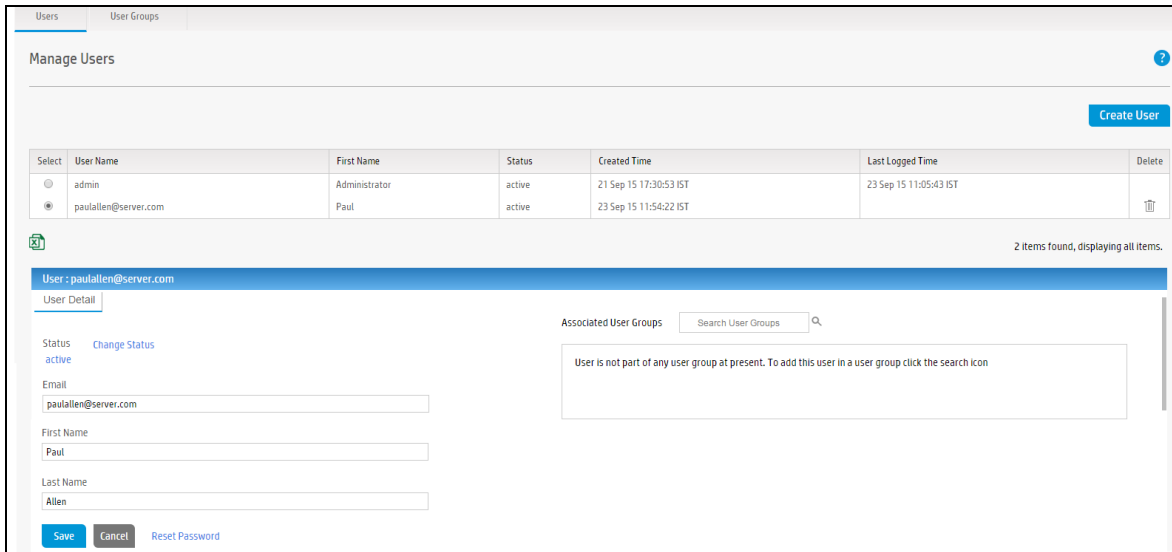 Users User Groups
Manage Users
?
Create User
Select User Name First Name Status Created Time Last Logged Time Delete
admin Administrator active 21 Sep 15 17:30:53 IST 23 Sep 15 11:05:43 IST
paulallen@server.com Paul active 23 Sep 15 11:54:22 IST
2 items found, displaying all items.
User : paulallen@server.com
User Detail
Associated User Groups Search User Groups
Status Change Status
active
User is not part of any user group at present. To add this user in a user group click the search icon
Email
paulallen@server.com
First Name
Paul
Last Name
Allen
Save Cancel Reset Password